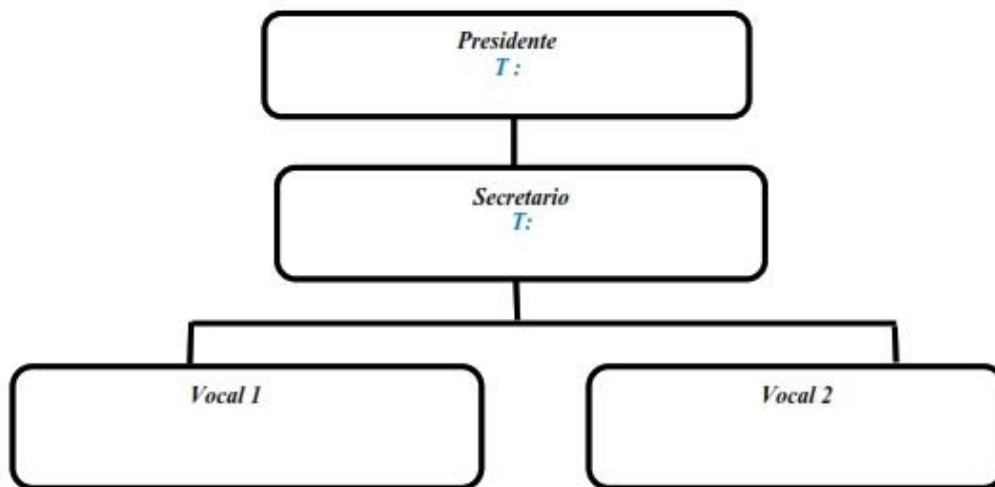 Presidente
T :
Secretario
T:
Vocal 1
Vocal 2